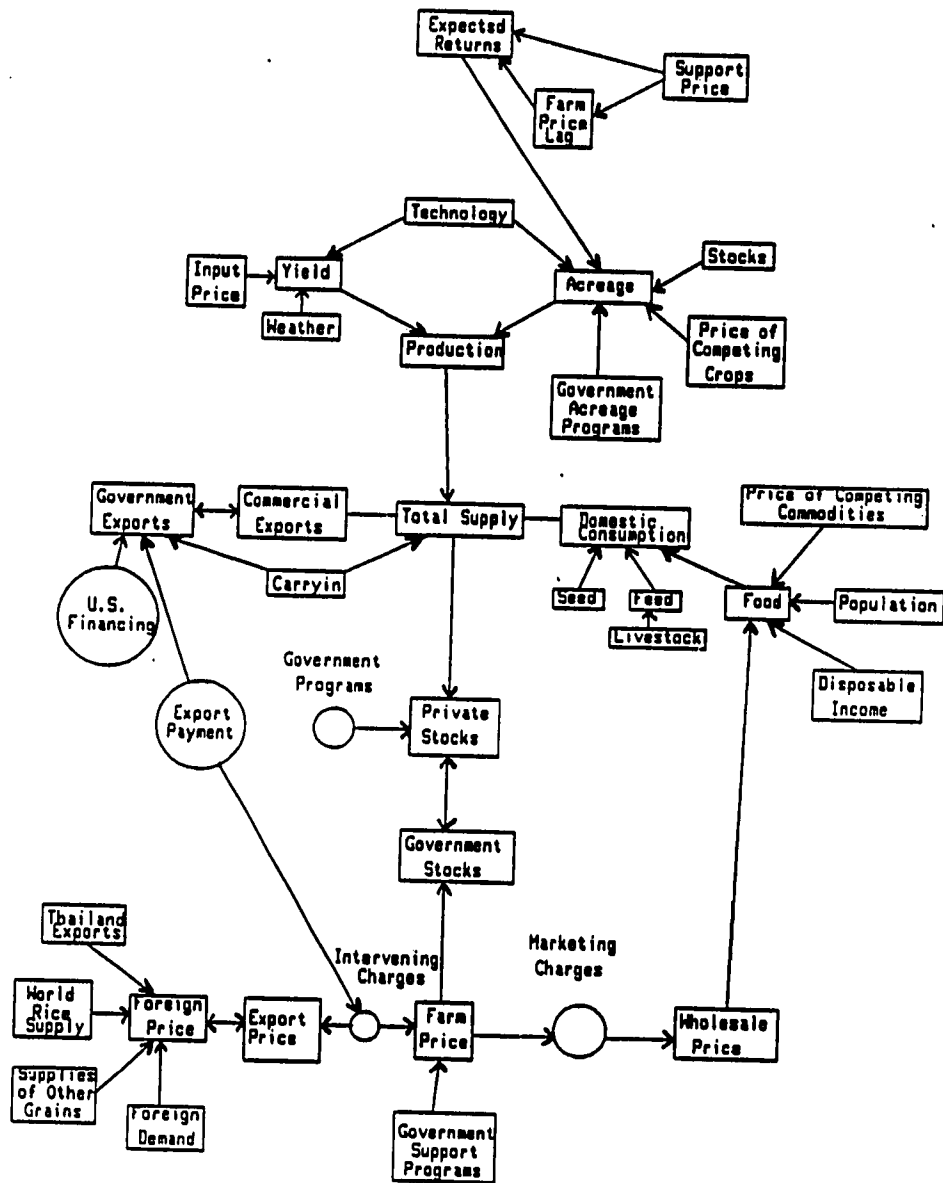 Expectsd
Returns
Support
Price
Farm
Price
Lag
Technology
Input
Price
Yield
Weather
Acreage
Stocks
Production
Price of
Competing
Crops
Government
Acreage
Programs
Government
Exports
Commercial
Exports
Total Supply
Domestic
Consumption
Price of Competing
Commodities
Carryin
Seed
Feed
Livestock
Food
Population
U.S.
Financing
Disposable
Income
Government
Programs
Export
Payment
Private
Stocks
Government
Stocks
Tbailand
Exports
Intervening
Charges
Marketing
Charges
World
Rice
Supply
Foreign
Price
Export
Price
Farm
Price
Wholesale
Price
Supplies
of Other
Grains
Foreign
Demand
Government
Support
Programs